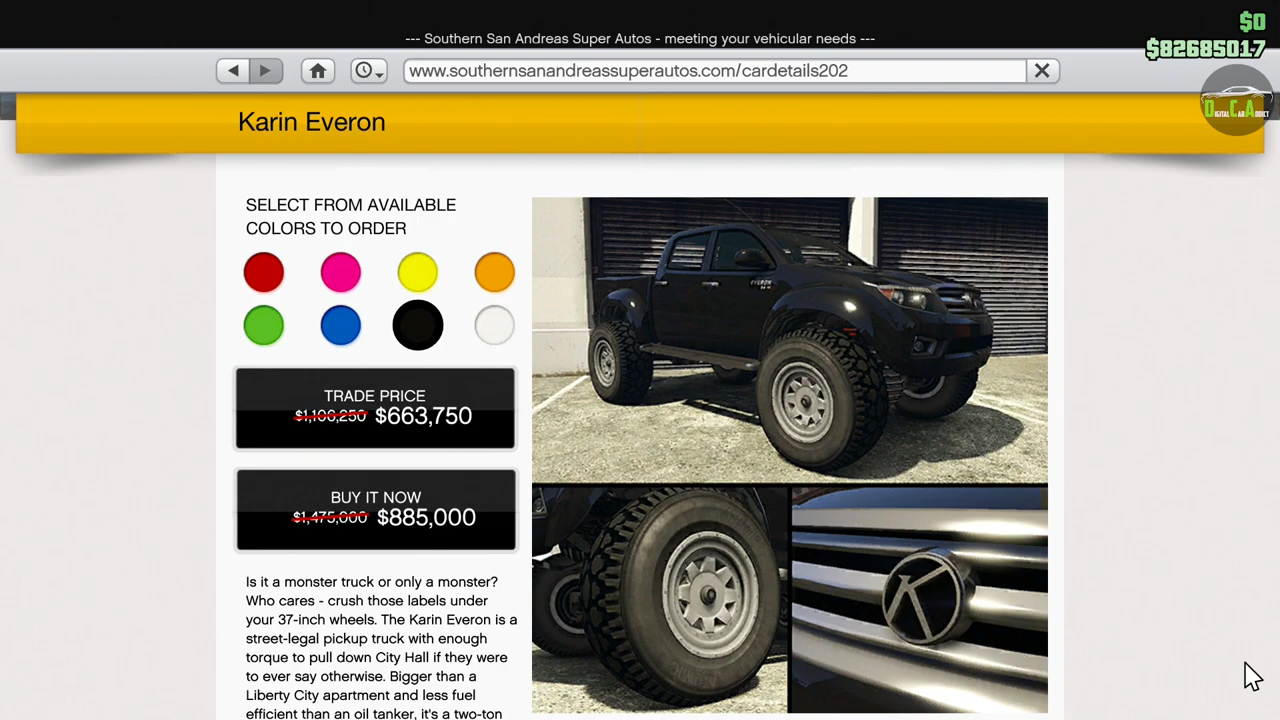 $0
--- Southern San Andreas Super Autos - meeting your vehicular needs ---
$82685017
www.southernsanandreassuperautos.com/cardetails202
DIGITAL CAR ADDICT
Karin Everon
SELECT FROM AVAILABLE
COLORS TO ORDER
EVERON
TRADE PRICE
$1,106,250 $663,750
BUY IT NOW
$1,475,000 $885,000
Is it a monster truck or only a monster?
Who cares - crush those labels under
your 37-inch wheels. The Karin Everon is a
street-legal pickup truck with enough
torque to pull down City Hall if they were
to ever say otherwise. Bigger than a
Liberty City apartment and less fuel
efficient than an oil tanker, it's a two-ton